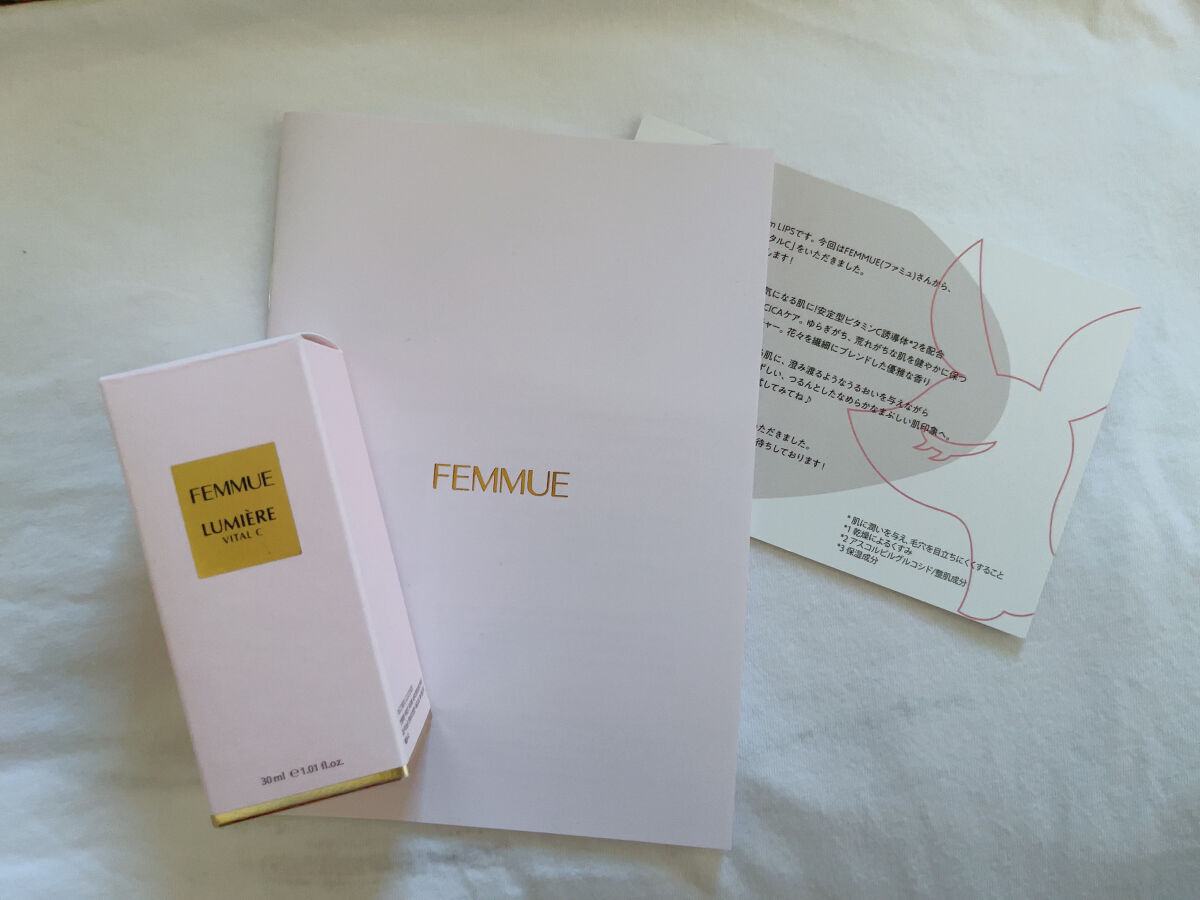 FEMMUE
LUMIÈRE
VITAL C
30ml ℮ 1.01 fl.oz.
FEMMUE
m LIPSです。今回はFEMMUE(ファミュ)さんから、
タルC」をいただきました。
します！
気になる肌に!安定型ビタミンC誘導体*2を配合
CICAケア。ゆらぎがち、荒れがちな肌を健やかに保つ
ャー。花々を繊細にブレンドした優雅な香り
る肌に、澄み渡るようなうるおいを与えながら
ずしい、つるんとしたなめらかなまぶしい肌印象へ。
試してみてね♪
いただきました。
待ちしております！
* 肌に潤いを与え、毛穴を目立ちにくくすること
*1 乾燥によるくすみ
*2 アスコルビルグルコシド/整肌成分
*3 保湿成分